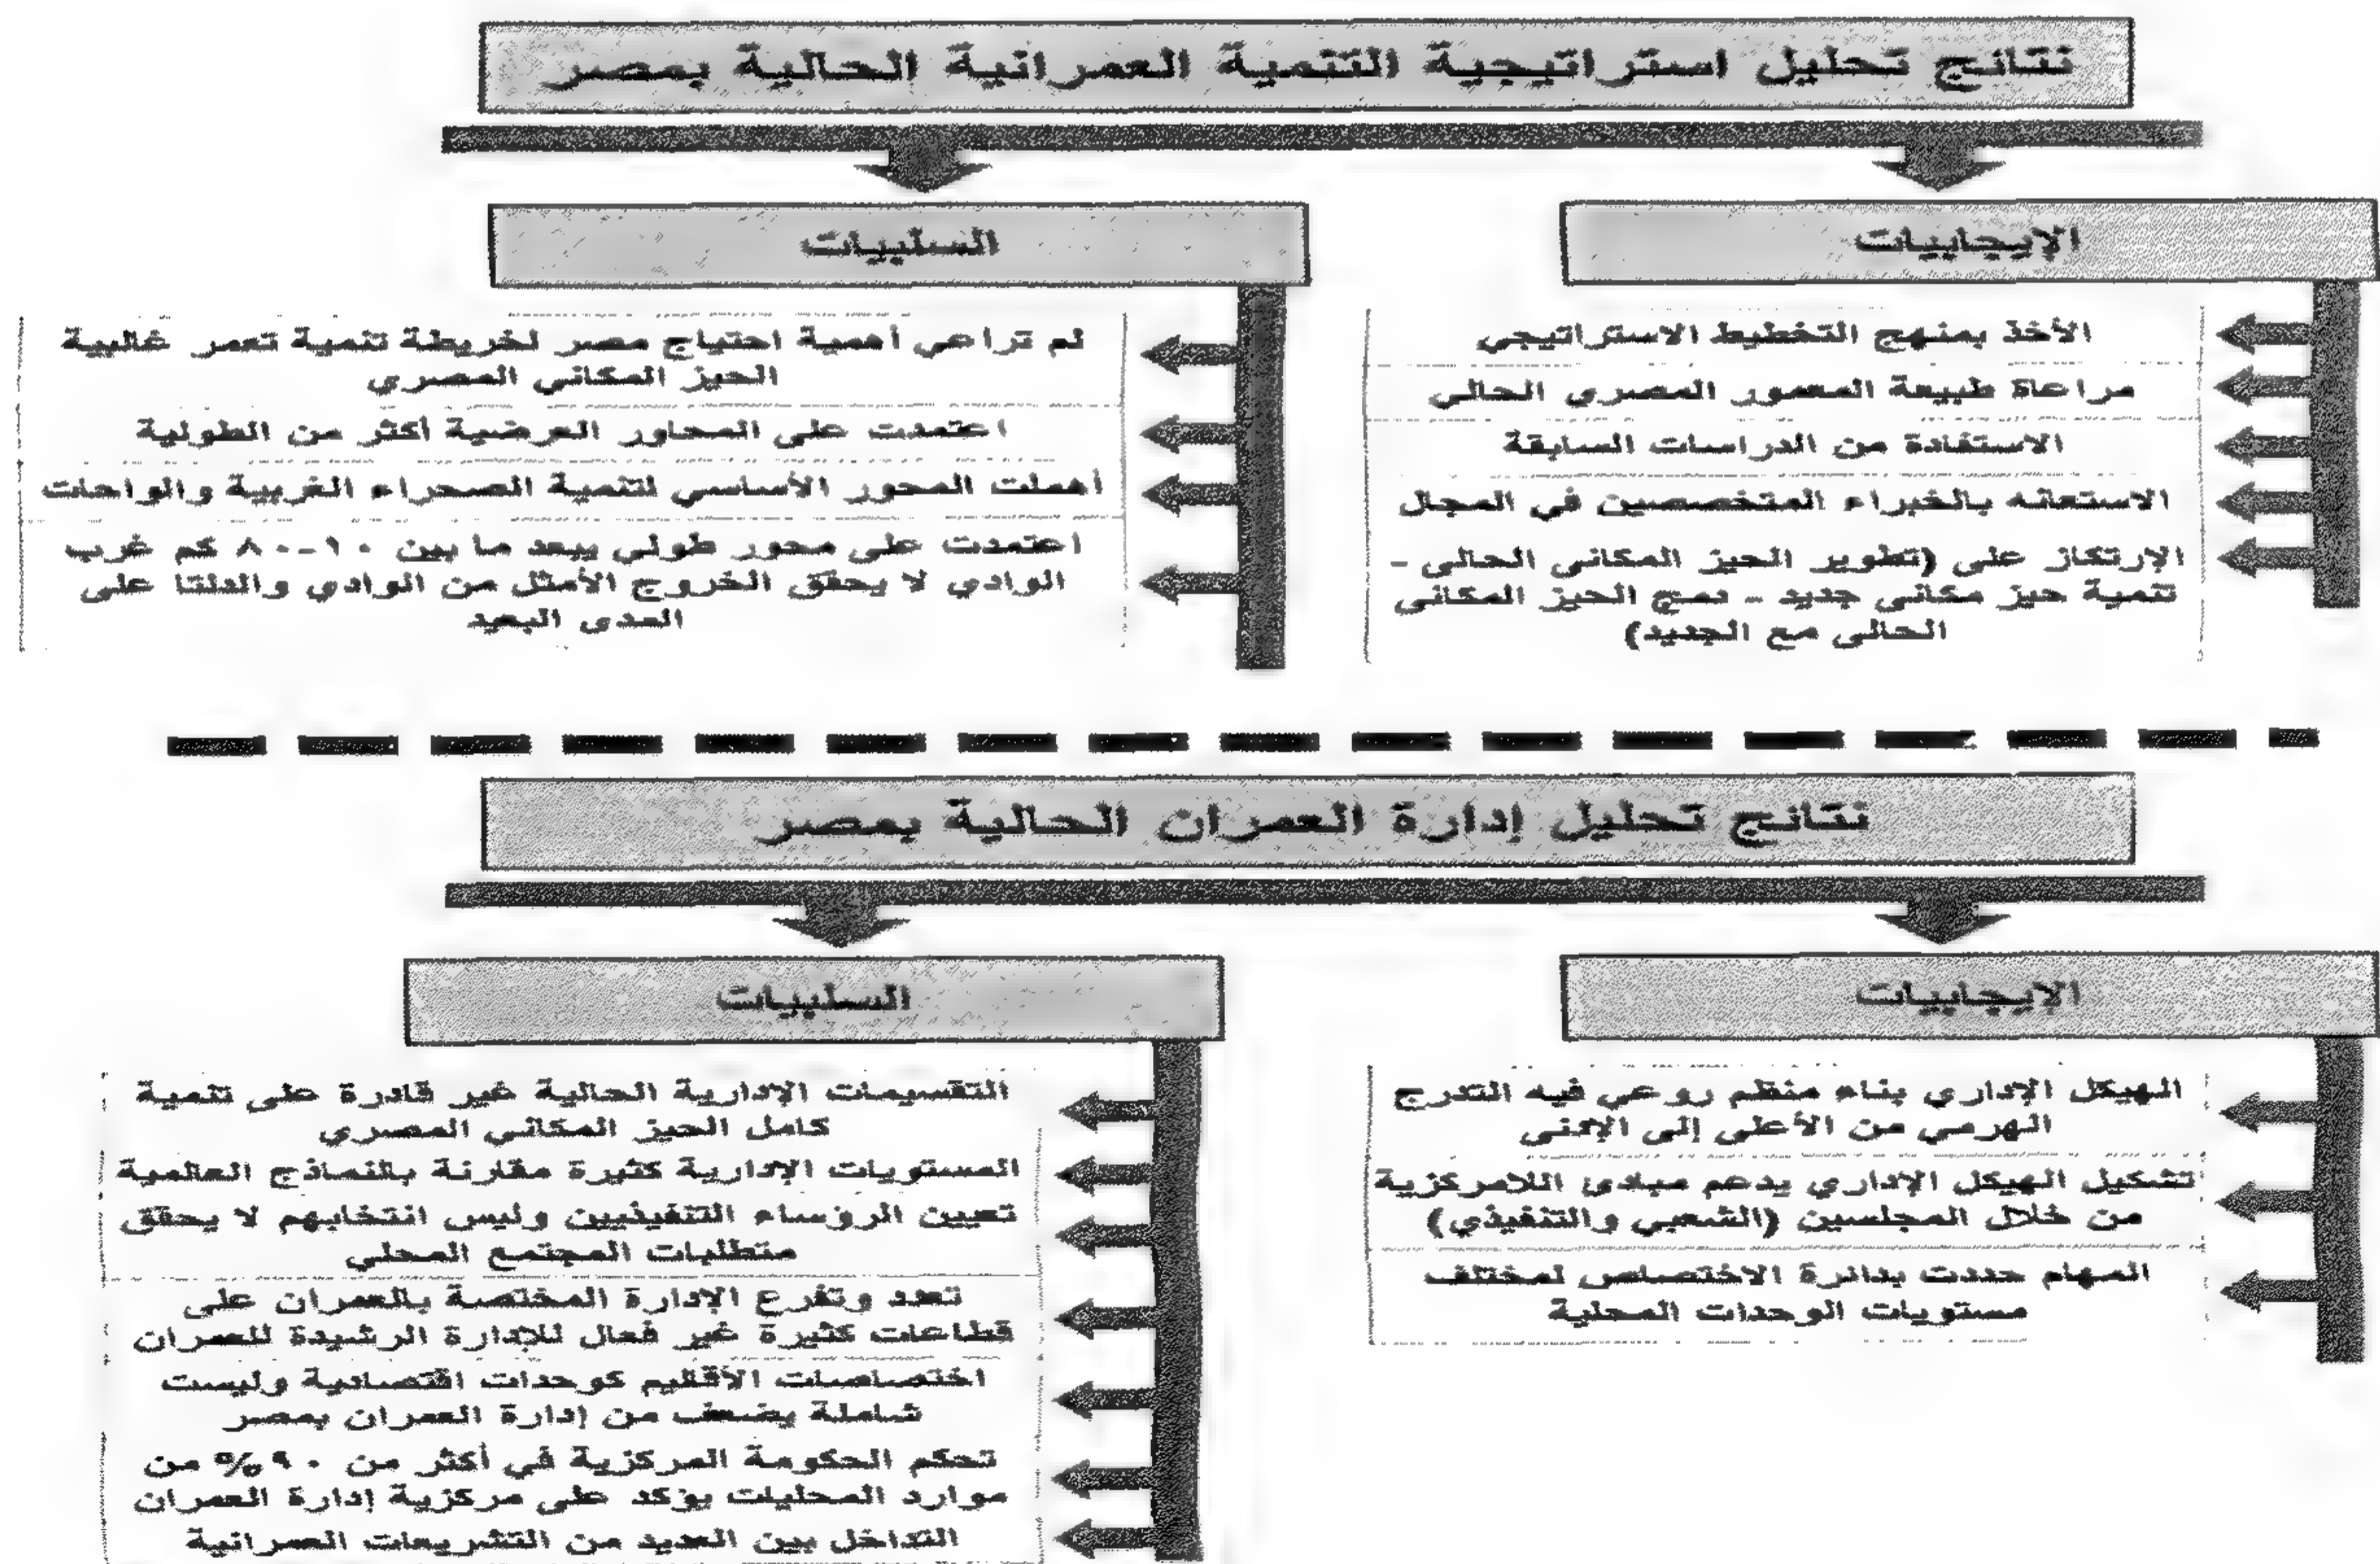 نتائج تحليل استراتيجية التنمية العمرانية الحالية بمصر
الإيجابيات
الأخذ بمنهج التخطيط الاستراتيجي
مراعاة طبيعة المعمور المصري الحالي
الاستفادة من الدراسات السابقة
الاستعانه بالخبراء المتخصصين في المجال
الإرتكاز على (تطوير الحيز المكاني الحالى -
تنمية حيز مكاني جديد - دمج الحيز المكاني
الحالى مع الجديد)
السلبيات
لم تراعي أهمية احتياج مصر لخريطة تنمية تعمر غالبية
الحيز المكاني المصري
اعتمدت على المحاور العرضية أكثر من الطولية
أهملت المحور الأساسي لتنمية الصحراء الغربية والواحات
اعتمدت على محور طولي يبعد ما بين ١٠-٨٠ كم غرب
الوادي لا يحقق الخروج الأمثل من الوادي والدلتا على
المدى البعيد
نتائج تحليل إدارة العمران الحالية بمصر
الإيجابيات
الهيكل الإداري بناء منظم روعي فيه التدرج
الهرمي من الأعلى إلى الإدنى
تشكيل الهيكل الإداري يدعم مبادئ اللامركزية
من خلال المجلسين (الشعبي والتنفيذي)
المهام حددت بدائرة الاختصاص لمختلف
مستويات الوحدات المحلية
السلبيات
التقسيمات الإدارية الحالية غير قادرة على تنمية
كامل الحيز المكاني المصري
المستويات الإدارية كثيرة مقارنة بالنماذج العالمية
تعيين الروساء التنفيذيين وليس انتخابهم لا يحقق
متطلبات المجتمع المحلي
تعدد وتفرع الإدارة المختصة بالعمران على
قطاعات كثيرة غير فعال للإدارة الرشيدة للعمران
اختصاصات الأقاليم كوحدات اقتصادية وليست
شاملة يضعف من إدارة العمران بمصر
تحكم الحكومة المركزية في أكثر من ٩٠% من
موارد المحليات يؤكد على مركزية إدارة العمران
التداخل بين العديد من التشريعات العمرانية